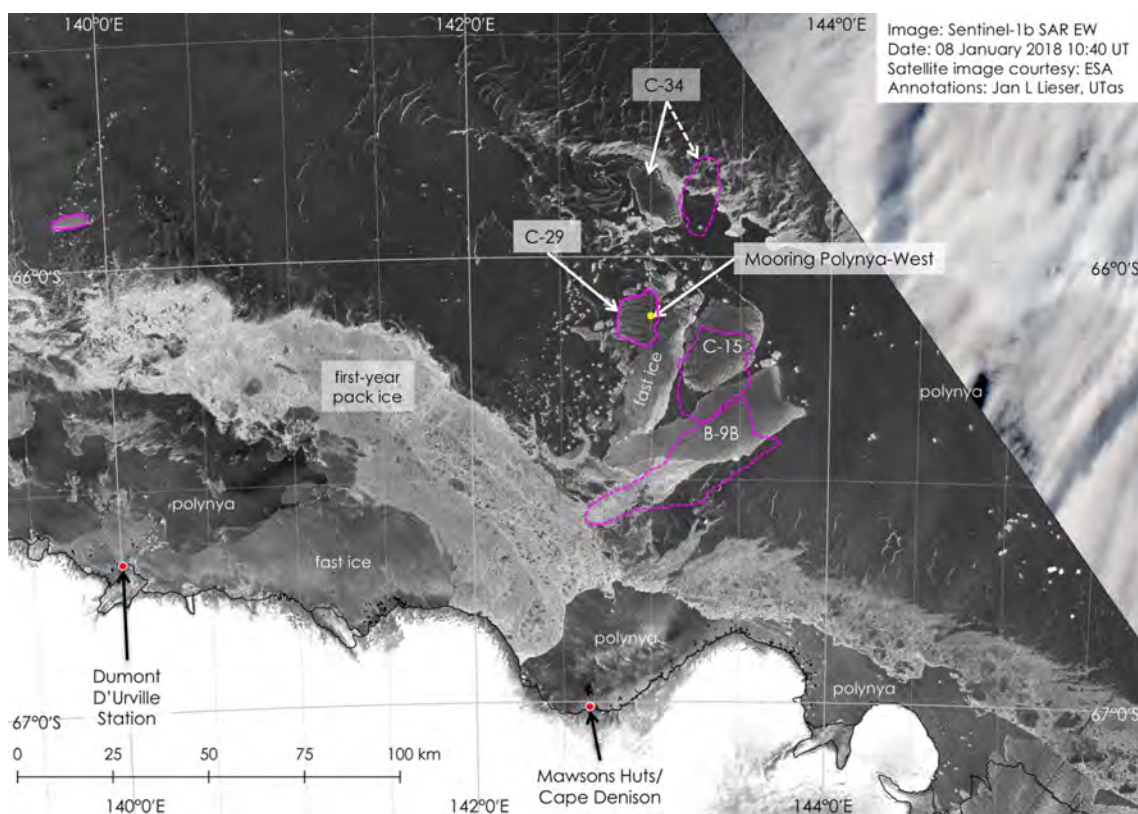 140°0'E
142°0'E
144°0'E
Image: Sentinel-1b SAR EW
Date: 08 January 2018 10:40 UT
Satellite image courtesy: ESA
Annotations: Jan L Lieser, UTas
C-34
C-29
Mooring Polynya-West
66°0'S
66°0'S
C-15
fast ice
first-year
pack ice
polynya
B-9B
polynya
fast ice
polynya
polynya
Dumont
D'Urville
Station
67°0'S
67°0'S
0 25 50 75 100 km
Mawsons Huts/
Cape Denison
140°0'E
142°0'E
144°0'E